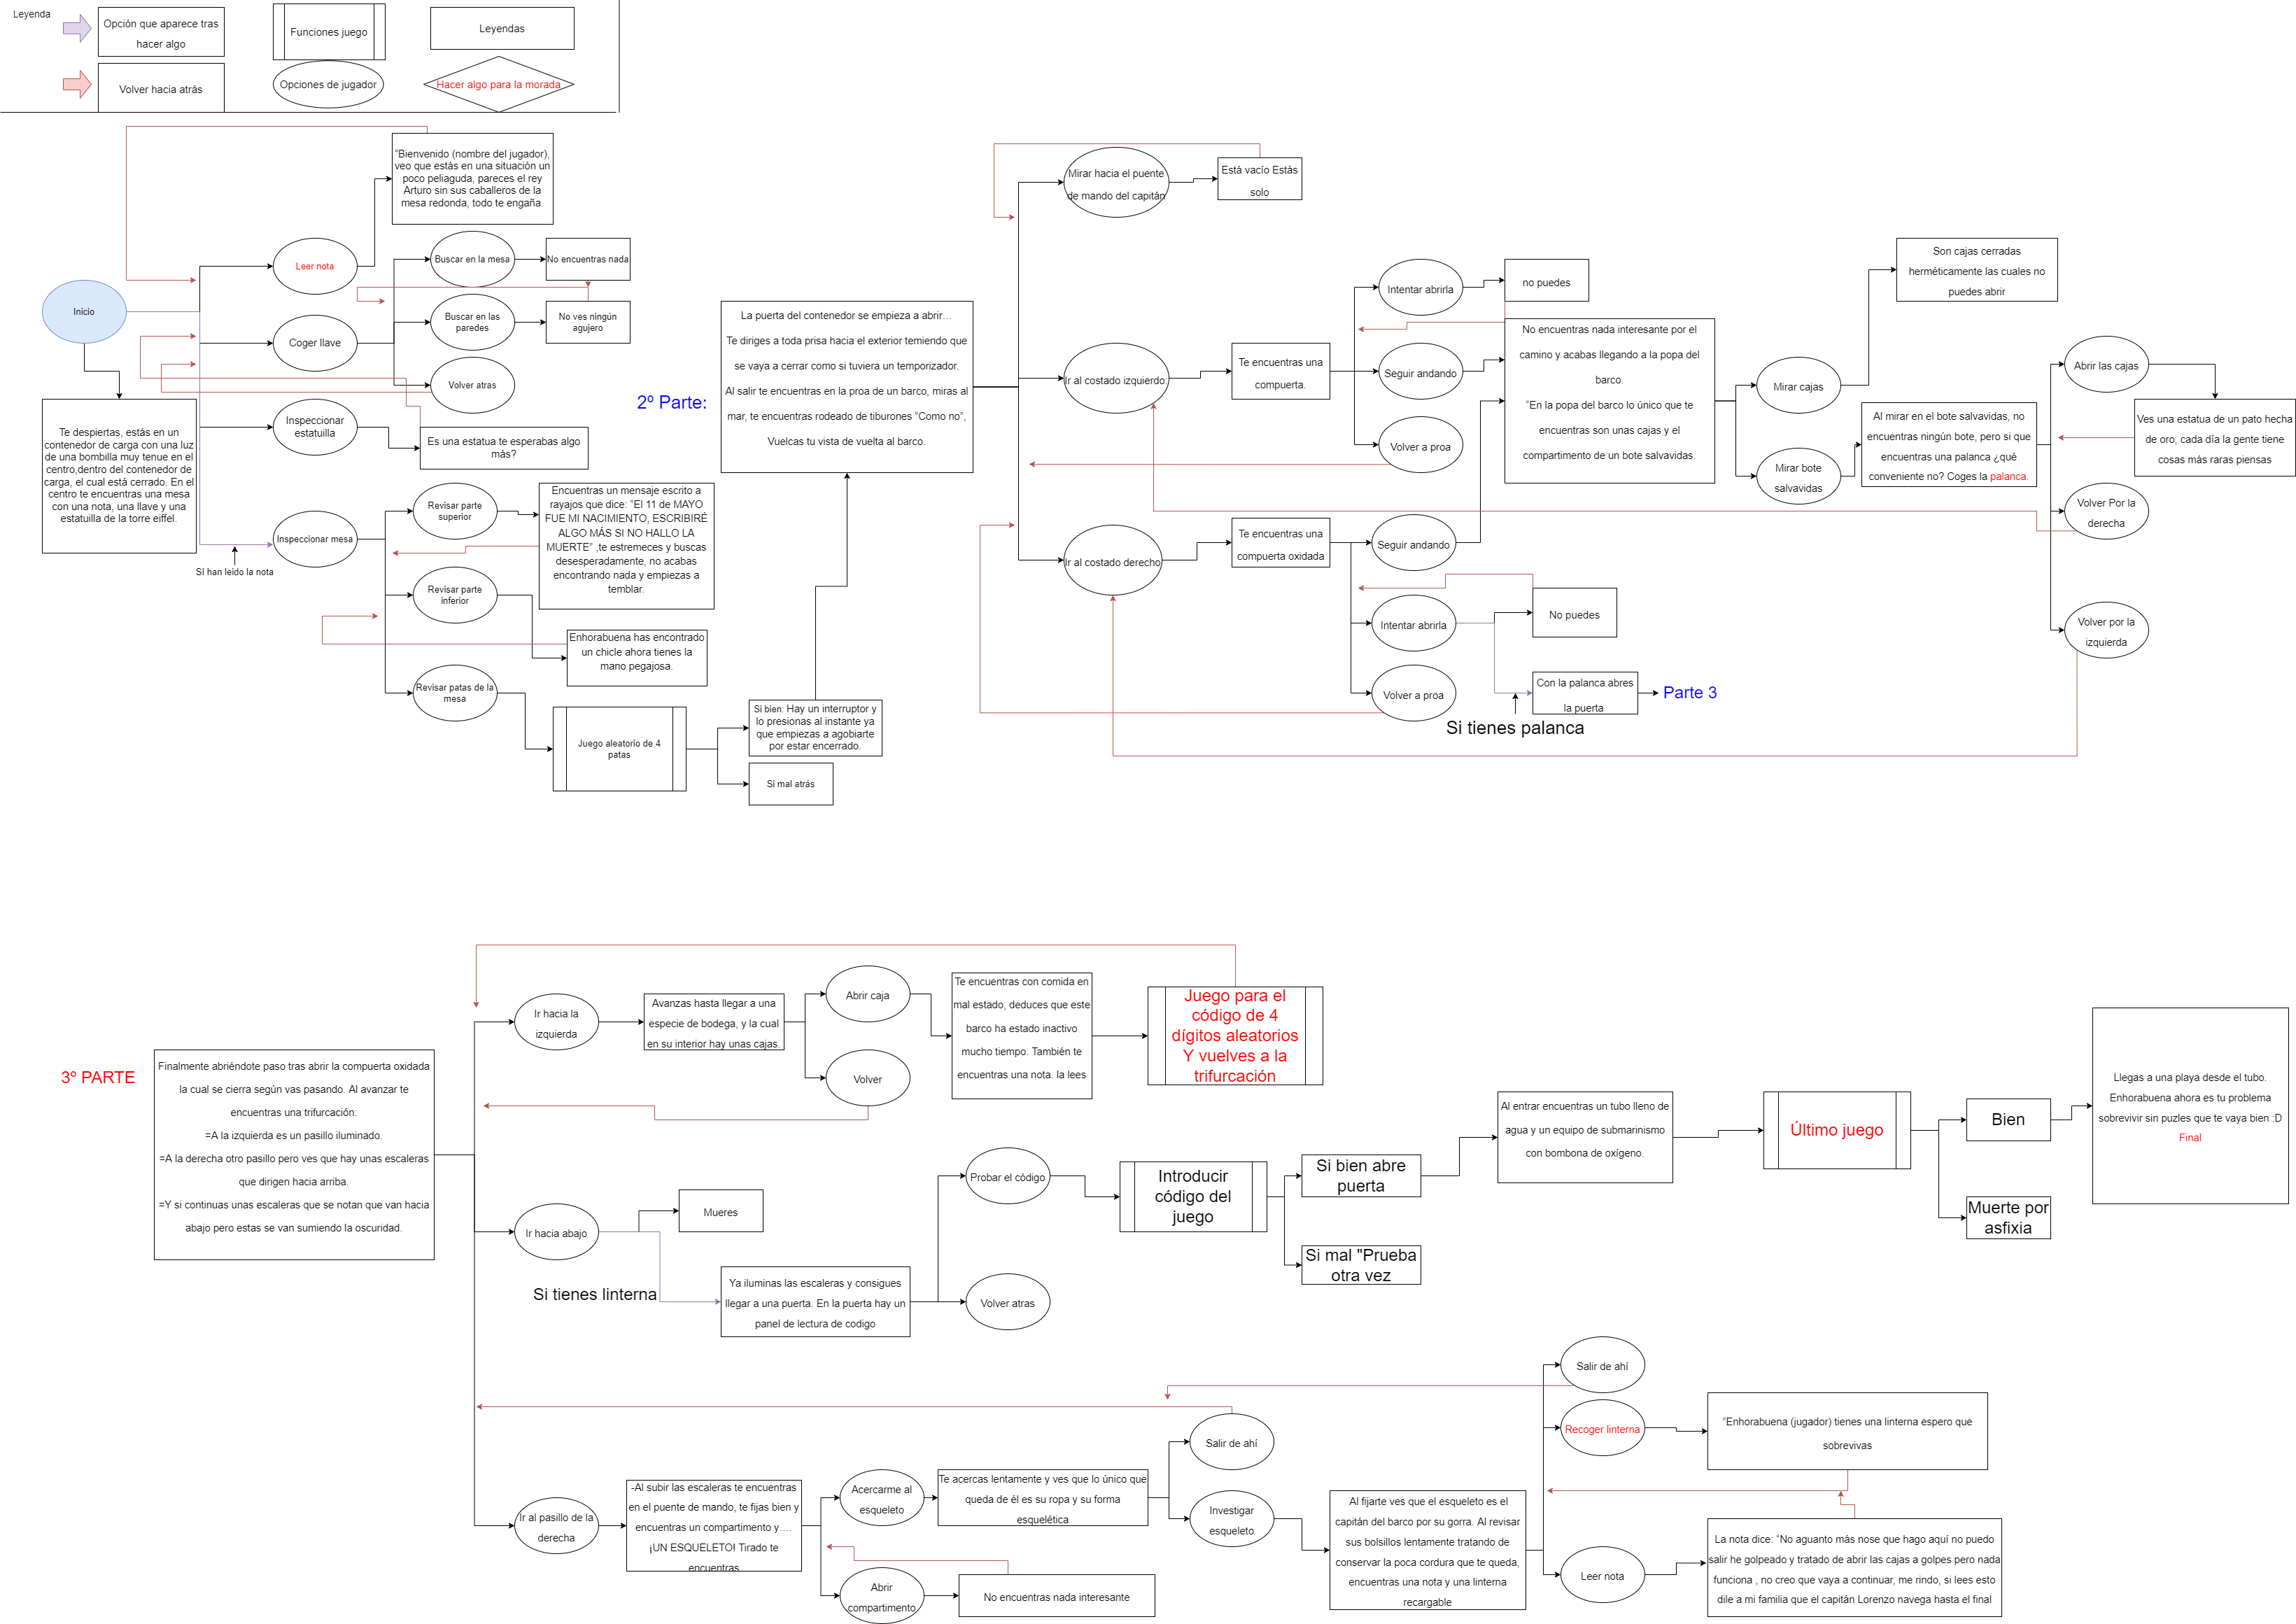 Leyenda
Opción que aparece tras
hacer algo
Volver hacia atrás
Funciones juego
Opciones de jugador
Leyendas
Hacer algo para la morada
"Bienvenido (nombre del jugador),
veo que estás en una situación un
poco peliaguda, pareces el rey
Arturo sin sus caballeros de la
mesa redonda, todo te engaña.
Inicio
Te despiertas, estás en un
contenedor de carga con una luz
de una bombilla muy tenue en el
centro,dentro del contenedor de
carga, el cual está cerrado. En el
centro te encuentras una mesa
con una nota, una llave y una
estatuilla de la torre eiffel.
SI han leido la nota
Leer nota
Coger llave
Buscar en la mesa
No encuentras nada
Buscar en las
paredes
No ves ningún
agujero
Volver atras
Inspeccionar
estatuilla
Es una estatua te esperabas algo
más?
Inspeccionar mesa
Revisar parte
superior
Encuentras un mensaje escrito a
rayajos que dice: "El 11 de MAYO
FUE MI NACIMIENTO, ESCRIBIRÉ
ALGO MÁS SI NO HALLO LA
MUERTE" ,te estremeces y buscas
desesperadamente, no acabas
encontrando nada y empiezas a
temblar.
Revisar parte
inferior
Enhorabuena has encontrado
un chicle ahora tienes la
mano pegajosa.
Revisar patas de la
mesa
Juego aleatorio de 4
patas
Si bien: Hay un interruptor y
lo presionas al instante ya
que empiezas a agobiarte
por estar encerrado.
Si mal atrás
2º Parte:
La puerta del contenedor se empieza a abrir…
Te diriges a toda prisa hacia el exterior temiendo que
se vaya a cerrar como si tuviera un temporizador.
Al salir te encuentras en la proa de un barco, miras al
mar, te encuentras rodeado de tiburones "Como no",
Vuelcas tu vista de vuelta al barco.
Mirar hacia el puente
de mando del capitán
Está vacío Estás
solo
Ir al costado izquierdo:
Te encuentras una
compuerta.
Intentar abrirla
no puedes
Seguir andando
Volver a proa
No encuentras nada interesante por el
camino y acabas llegando a la popa del
barco.
"En la popa del barco lo único que te
encuentras son unas cajas y el
compartimento de un bote salvavidas.
Mirar cajas
Son cajas cerradas
herméticamente las cuales no
puedes abrir
Mirar bote
salvavidas
Al mirar en el bote salvavidas, no
encuentras ningún bote, pero si que
encuentras una palanca ¿qué
conveniente no? Coges la palanca.
Abrir las cajas
Ves una estatua de un pato hecha
de oro, cada día la gente tiene
cosas más raras piensas
Volver Por la
derecha
Volver por la
izquierda
Ir al costado derecho
Te encuentras una
compuerta oxidada
Seguir andando
Intentar abrirla
No puedes
Volver a proa
Con la palanca abres
la puerta
Parte 3
Si tienes palanca
3º PARTE
Finalmente abriéndote paso tras abrir la compuerta oxidada
la cual se cierra según vas pasando. Al avanzar te
encuentras una trifurcación:
=A la izquierda es un pasillo iluminado.
=A la derecha otro pasillo pero ves que hay unas escaleras
que dirigen hacia arriba.
=Y si continuas unas escaleras que se notan que van hacia
abajo pero estas se van sumiendo la oscuridad.
Ir hacia la
izquierda
Avanzas hasta llegar a una
especie de bodega, y la cual
en su interior hay unas cajas.
Abrir caja
Volver
Te encuentras con comida en
mal estado, deduces que este
barco ha estado inactivo
mucho tiempo. También te
encuentras una nota. la lees
Juego para el
código de 4
dígitos aleatorios
Y vuelves a la
trifurcación
Ir hacia abajo
Mueres
Si tienes linterna
Ya iluminas las escaleras y consigues
llegar a una puerta. En la puerta hay un
panel de lectura de codigo
Probar el código
Volver atras
Introducir
código del
juego
Si bien abre
puerta
Si mal "Prueba
otra vez
Al entrar encuentras un tubo lleno de
agua y un equipo de submarinismo
con bombona de oxígeno.
Último juego
Bien
Muerte por
asfixia
Llegas a una playa desde el tubo.
Enhorabuena ahora es tu problema
sobrevivir sin puzles que te vaya bien :D
Final
Ir al pasillo de la
derecha
-Al subir las escaleras te encuentras
en el puente de mando, te fijas bien y
encuentras un compartimento y….
¡UN ESQUELETO! Tirado te
encuentras
Acercarme al
esqueleto
Te acercas lentamente y ves que lo único que
queda de él es su ropa y su forma
esquelética
Abrir
compartimento
No encuentras nada interesante
Salir de ahí
Investigar
esqueleto
Al fijarte ves que el esqueleto es el
capitán del barco por su gorra. Al revisar
sus bolsillos lentamente tratando de
conservar la poca cordura que te queda,
encuentras una nota y una linterna
recargable
Salir de ahí
Recoger linterna
"Enhorabuena (jugador) tienes una linterna espero que
sobrevivas
Leer nota
La nota dice: "No aguanto más nose que hago aquí no puedo
salir he golpeado y tratado de abrir las cajas a golpes pero nada
funciona , no creo que vaya a continuar, me rindo, si lees esto
dile a mi familia que el capitán Lorenzo navega hasta el final